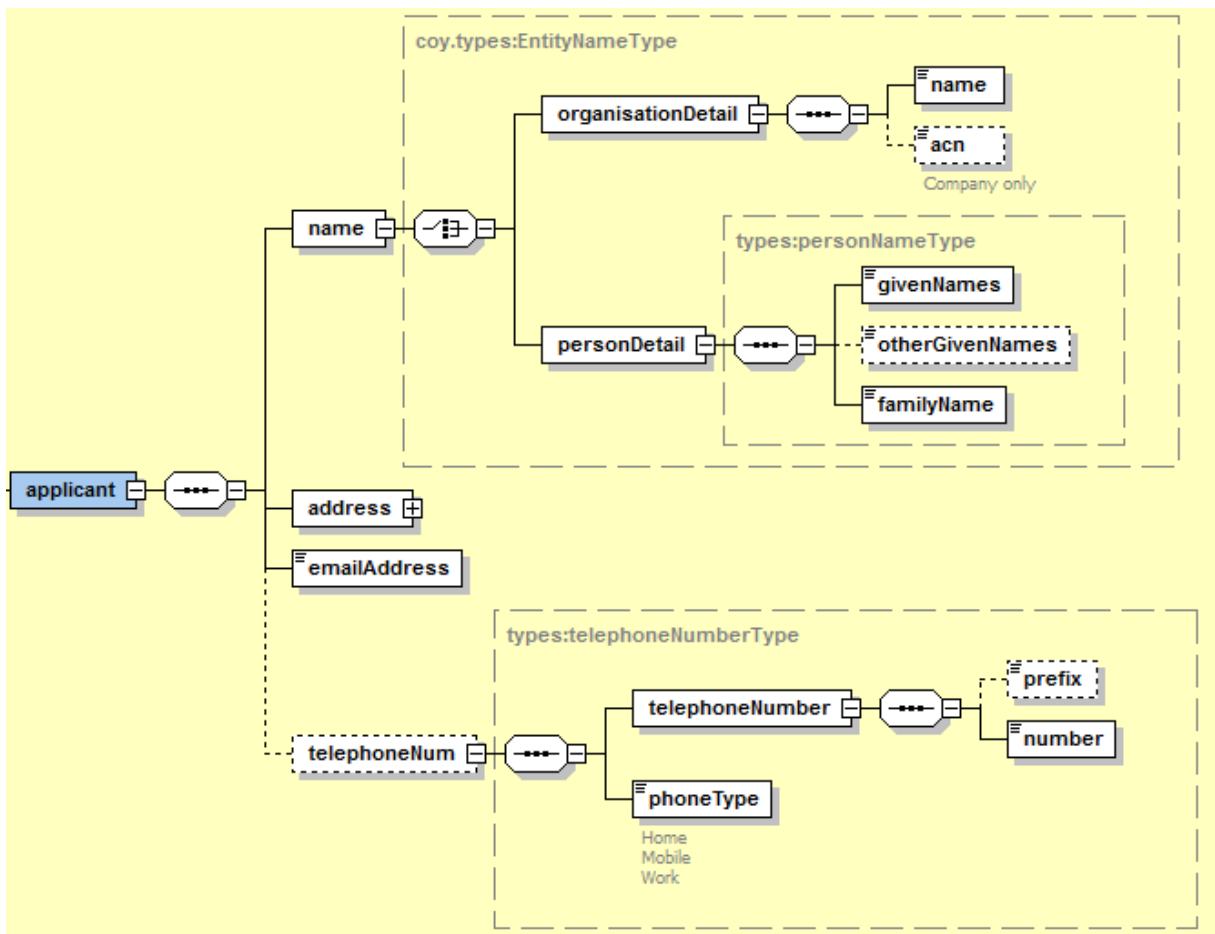 coy.types:EntityNameType
organisationDetail
name
acn
Company only
name
types:personNameType
givenNames
personDetail
otherGivenNames
familyName
applicant
address
emailAddress
types:telephoneNumberType
telephoneNumber
prefix
number
telephoneNum
phoneType
Home
Mobile
Work